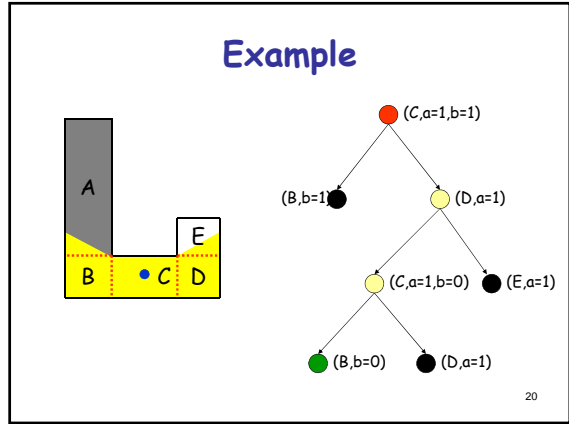 Example
A
E
B
C
D
(C,a=1,b=1)
(B,b=1)
(D,a=1)
(C,a=1,b=0)
(E,a=1)
(B,b=0)
(D,a=1)
20